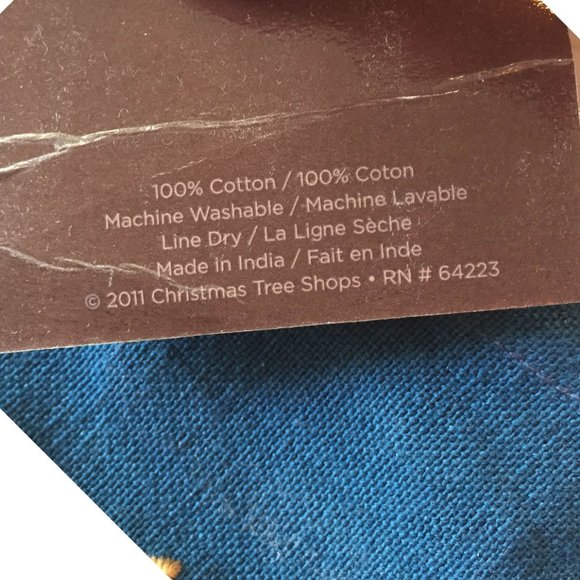 100% Cotton / 100% Coton
Machine Washable / Machine Lavable
Line Dry / La Ligne Sèche
Made in India / Fait en Inde
© 2011 Christmas Tree Shops • RN # 64223